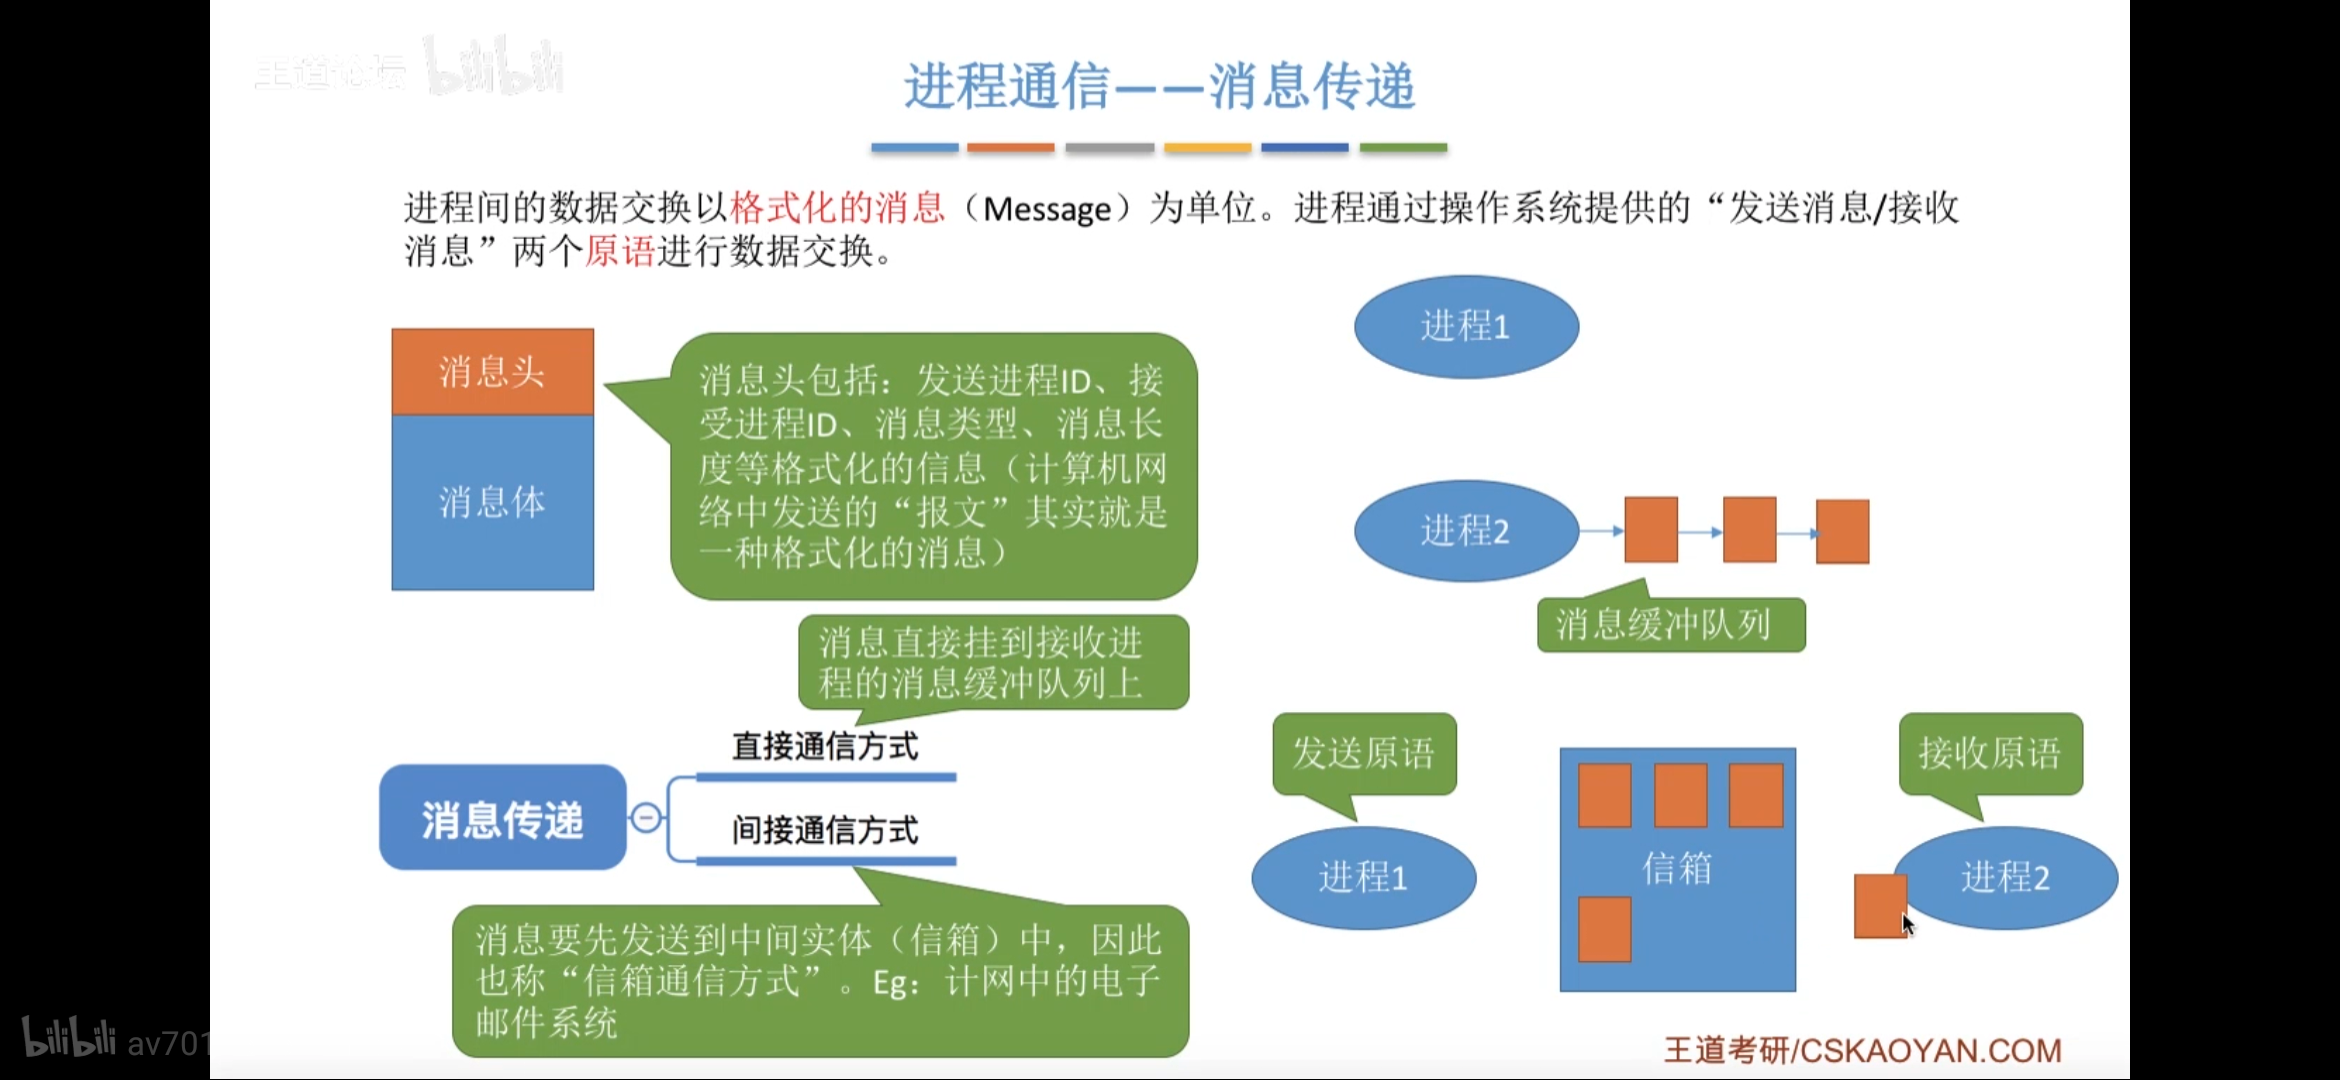 王道论坛 bilibili
进程通信——消息传递
进程间的数据交换以格式化的消息（Message）为单位。进程通过操作系统提供的“发送消息/接收
消息”两个原语进行数据交换。
消息头
消息体
消息头包括：发送进程ID、接
受进程ID、消息类型、消息长
度等格式化的信息（计算机网
络中发送的“报文”其实就是
一种格式化的消息）
进程1
进程2
消息缓冲队列
消息直接挂到接收进
程的消息缓冲队列上
直接通信方式
消息传递
间接通信方式
消息要先发送到中间实体（信箱）中，因此
也称“信箱通信方式”。Eg：计网中的电子
邮件系统
发送原语
进程1
信箱
接收原语
进程2
bilibili av701
王道考研/CSKAOYAN.COM